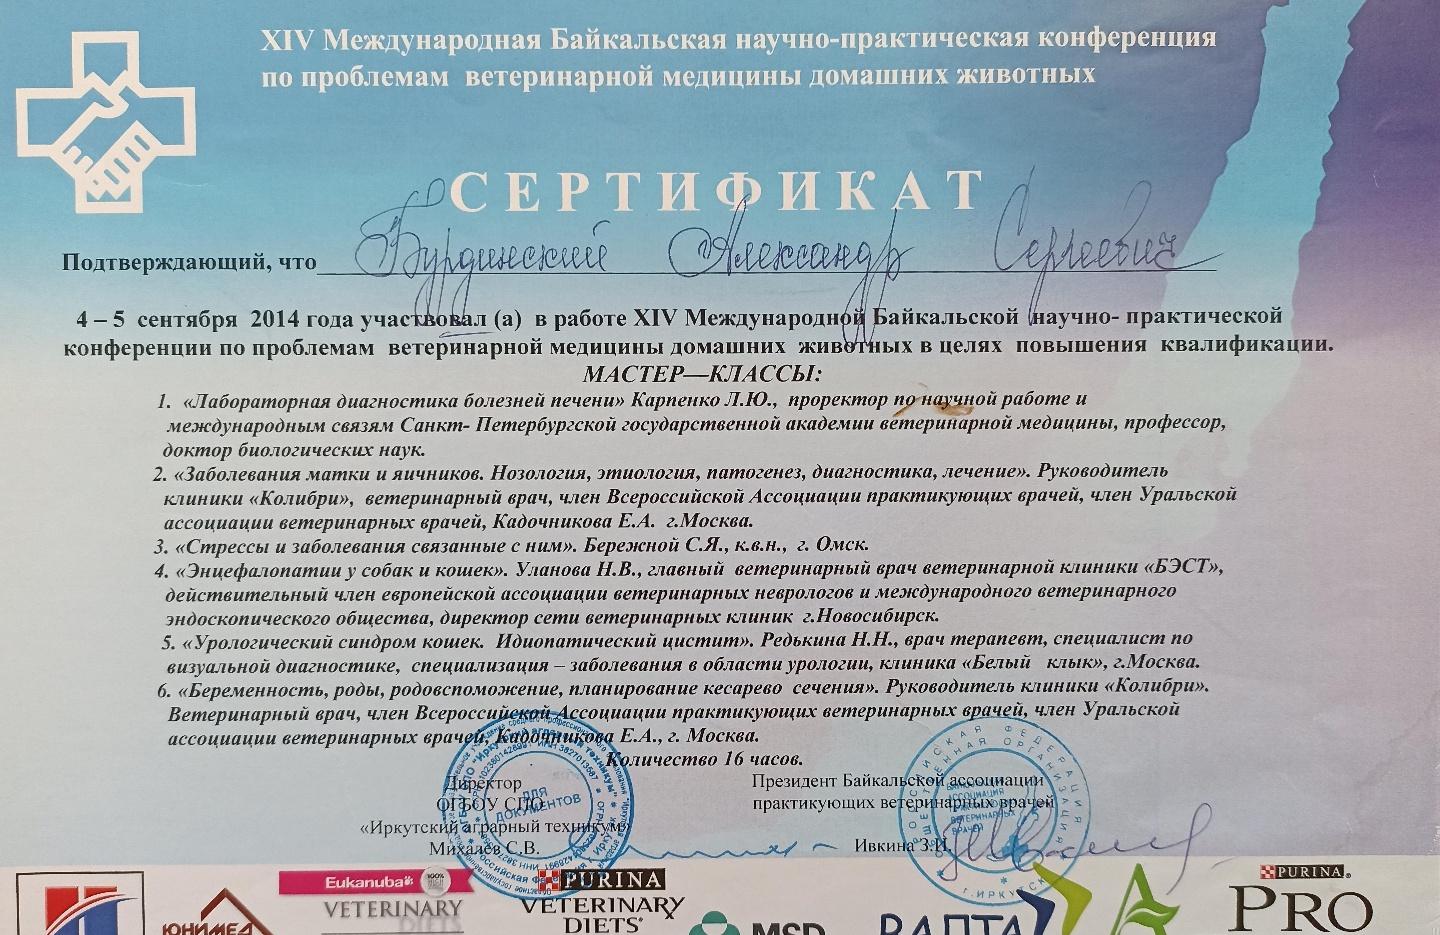 XIV Международная Байкальская научно-практическая конференция
по проблемам ветеринарной медицины домашних животных
СЕРТИФИКАТ
Подтверждающий, что Бурдинский Александр Сергеевич
4 – 5 сентября 2014 года участвовал (а) в работе XIV Международной Байкальской научно- практической
конференции по проблемам ветеринарной медицины домашних животных в целях повышения квалификации.
МАСТЕР—КЛАССЫ:
1. «Лабораторная диагностика болезней печени» Карпенко Л.Ю., проректор по научной работе и
международным связям Санкт- Петербургской государственной академии ветеринарной медицины, профессор,
доктор биологических наук.
2. «Заболевания матки и яичников. Нозология, этиология, патогенез, диагностика, лечение». Руководитель
клиники «Колибри», ветеринарный врач, член Всероссийской Ассоциации практикующих врачей, член Уральской
ассоциации ветеринарных врачей, Кадочникова Е.А. г.Москва.
3. «Стрессы и заболевания связанные с ним». Бережной С.Я., к.в.н., г. Омск.
4. «Энцефалопатии у собак и кошек». Уланова Н.В., главный ветеринарный врач ветеринарной клиники «БЭСТ»,
действительный член европейской ассоциации ветеринарных неврологов и международного ветеринарного
эндоскопического общества, директор сети ветеринарных клиник г.Новосибирск.
5. «Урологический синдром кошек. Идиопатический цистит». Редькина Н.Н., врач терапевт, специалист по
визуальной диагностике, специализация – заболевания в области урологии, клиника «Белый клык», г.Москва.
6. «Беременность, роды, родовспоможение, планирование кесарево сечения». Руководитель клиники «Колибри».
Ветеринарный врач, член Всероссийской Ассоциации практикующих ветеринарных врачей, член Уральской
ассоциации ветеринарных врачей, Кадочникова Е.А., г. Москва.
Количество 16 часов.
Директор
ОГБОУ СПО
«Иркутский аграрный техникум»
Михалёв С.В.
ДЛЯ
ДОКУМЕНТОВ
Президент Байкальской ассоциации
практикующих ветеринарных врачей
Ивкина З.И.
РОССИЙСКАЯ ФЕДЕРАЦИЯ
ОБЩЕСТВЕННАЯ ОРГАНИЗАЦИЯ
г.ИРКУТСК
ЮНИМЕД
Eukanuba 100%
VETERINARY
DIETS
PURINA
VETERINARY
DIETS
MSD
ВАЛТА
PURINA®
PRO